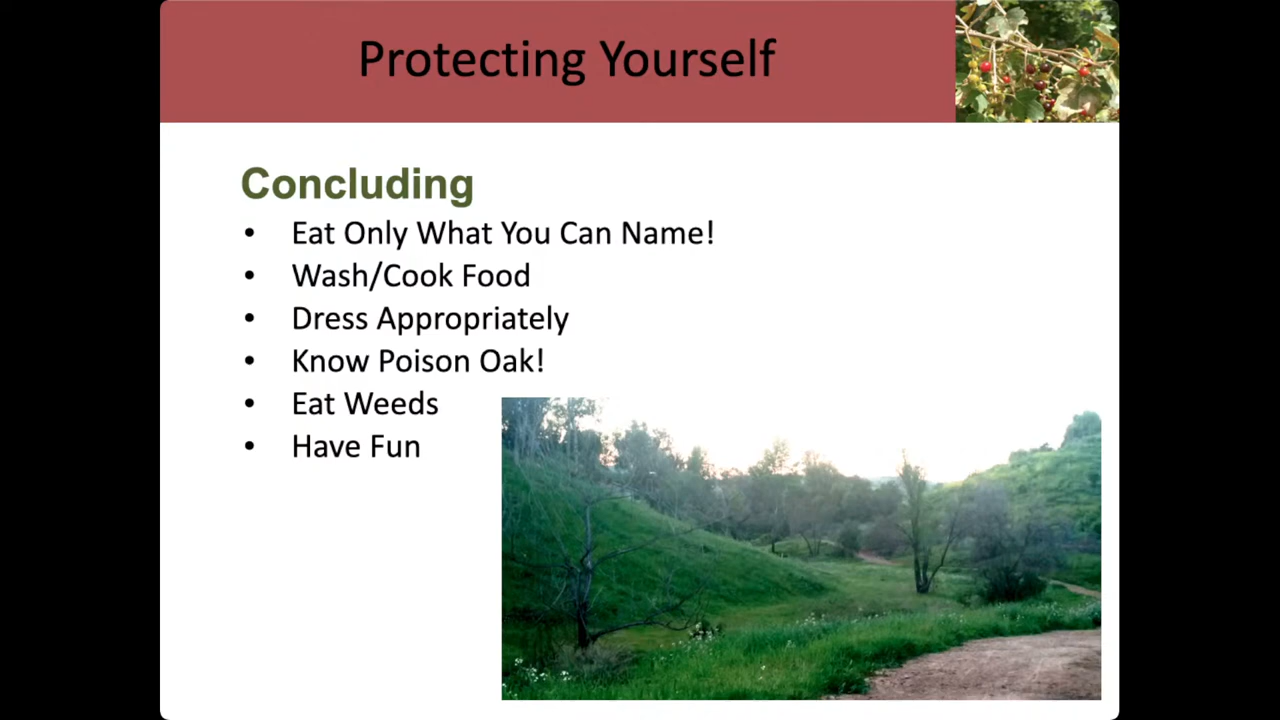 Protecting Yourself
Concluding
• Eat Only What You Can Name!
• Wash/Cook Food
• Dress Appropriately
• Know Poison Oak!
• Eat Weeds
• Have Fun